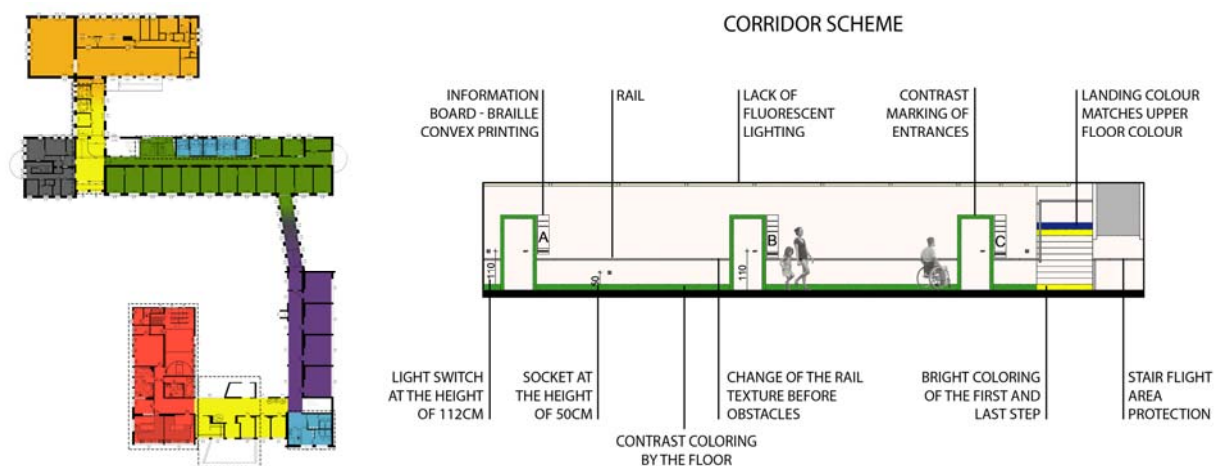 CORRIDOR SCHEME
INFORMATION
BOARD - BRAILLE
CONVEX PRINTING
RAIL
LACK OF
FLUORESCENT
LIGHTING
CONTRAST
MARKING OF
ENTRANCES
LANDING COLOUR
MATCHES UPPER
FLOOR COLOUR
A
B
C
110
50
110
LIGHT SWITCH
AT THE HEIGHT
OF 112CM
SOCKET AT
THE HEIGHT
OF 50CM
CHANGE OF THE RAIL
TEXTURE BEFORE
OBSTACLES
BRIGHT COLORING
OF THE FIRST AND
LAST STEP
STAIR FLIGHT
AREA
PROTECTION
CONTRAST COLORING
BY THE FLOOR